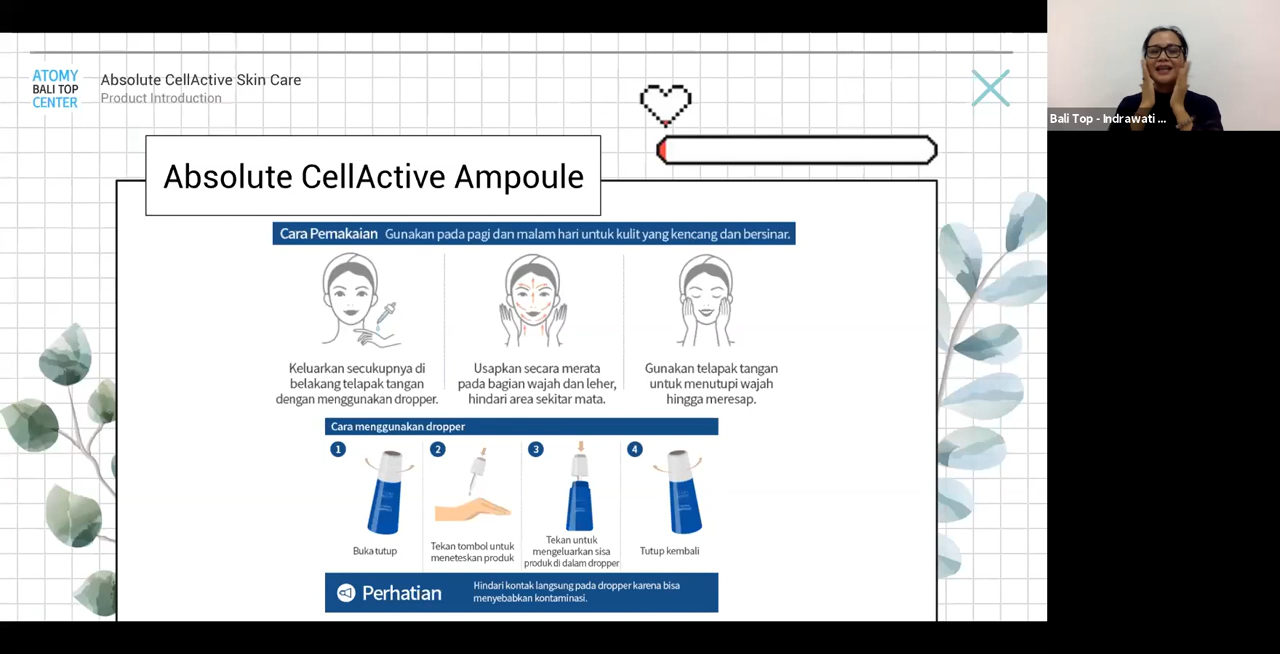 ATOMY
BALI TOP
CENTER
Absolute CellActive Skin Care
Product Introduction
Bali Top - Indrawati ...
Absolute CellActive Ampoule
Cara Pemakaian Gunakan pada pagi dan malam hari untuk kulit yang kencang dan bersinar.
Keluarkan secukupnya di
belakang telapak tangan
dengan menggunakan dropper.
Usapkan secara merata
pada bagian wajah dan leher,
hindari area sekitar mata.
Gunakan telapak tangan
untuk menutupi wajah
hingga meresap.
Cara menggunakan dropper
1
Buka tutup
2
Tekan tombol untuk
meneteskan produk
3
Tekan untuk
mengeluarkan sisa
produk di dalam dropper
4
Tutup kembali
Perhatian
Hindari kontak langsung pada dropper karena bisa
menyebabkan kontaminasi.